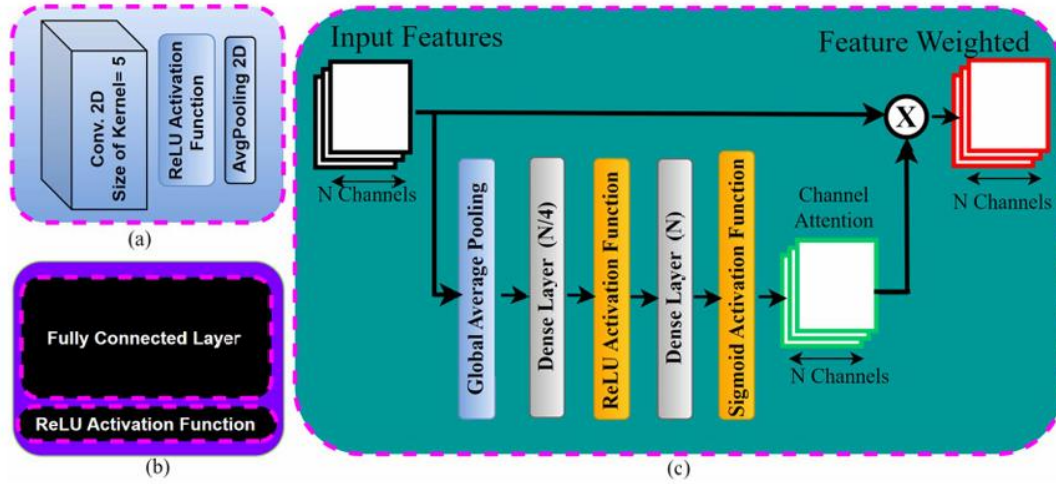 Conv. 2D
Size of Kernel= 5
ReLU Activation
Function
AvgPooling 2D
(a)
Fully Connected Layer
ReLU Activation Function
(b)
Input Features
N Channels
Global Average Pooling
Dense Layer (N/4)
ReLU Activation Function
Dense Layer (N)
Sigmoid Activation Function
Channel
Attention
N Channels
X
Feature Weighted
N Channels
(c)